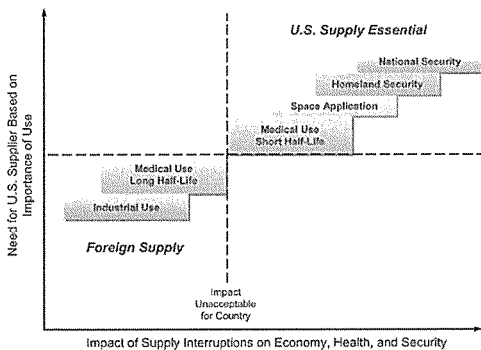 U.S. Supply Essential
National Security
Homeland Security
Space Application
Medical Use
Short Half-Life
Medical Use
Long Half-Life
Industrial Use
Foreign Supply
Impact
Unacceptable
for Country
Need for U.S. Supplier Based on
Importance of Use
Impact of Supply Interruptions on Economy, Health, and Security